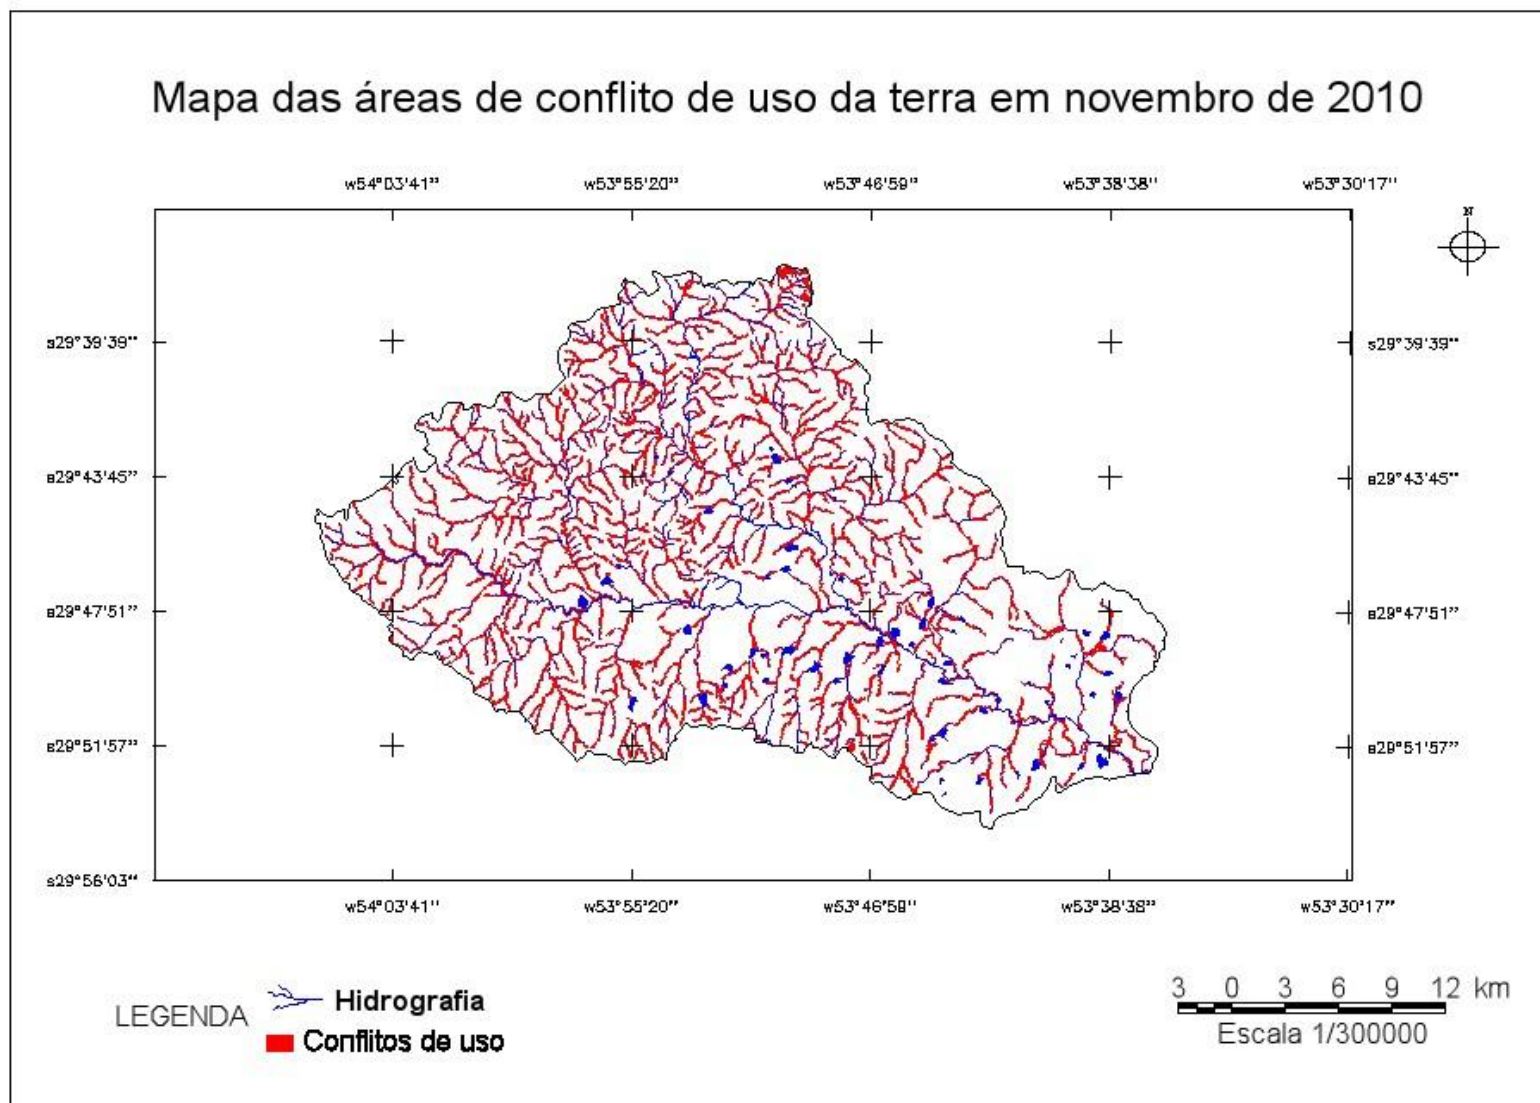 Mapa das áreas de conflito de uso da terra em novembro de 2010
w54°03'41'' w53°55'20'' w53°46'59'' w53°38'38'' w53°30'17''
N
s29°39'39'' s29°39'39''
s29°43'45'' s29°43'45''
s29°47'51'' s29°47'51''
s29°51'57'' s29°51'57''
s29°56'03''
w54°03'41'' w53°55'20'' w53°46'59'' w53°38'38'' w53°30'17''
LEGENDA
Hidrografia
Conflitos de uso
3 0 3 6 9 12 km
Escala 1/300000